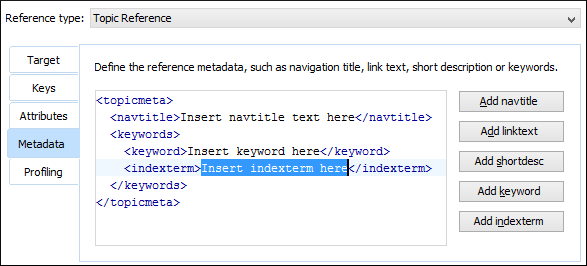 Reference type: Topic Reference
Target
Keys
Attributes
Metadata
Profiling
Define the reference metadata, such as navigation title, link text, short description or keywords.
<topicmeta>
  <navtitle>Insert navtitle text here</navtitle>
  <keywords>
    <keyword>Insert keyword here</keyword>
    <indexterm>Insert indexterm here</indexterm>
  </keywords>
</topicmeta>
Add navtitle
Add linktext
Add shortdesc
Add keyword
Add indexterm